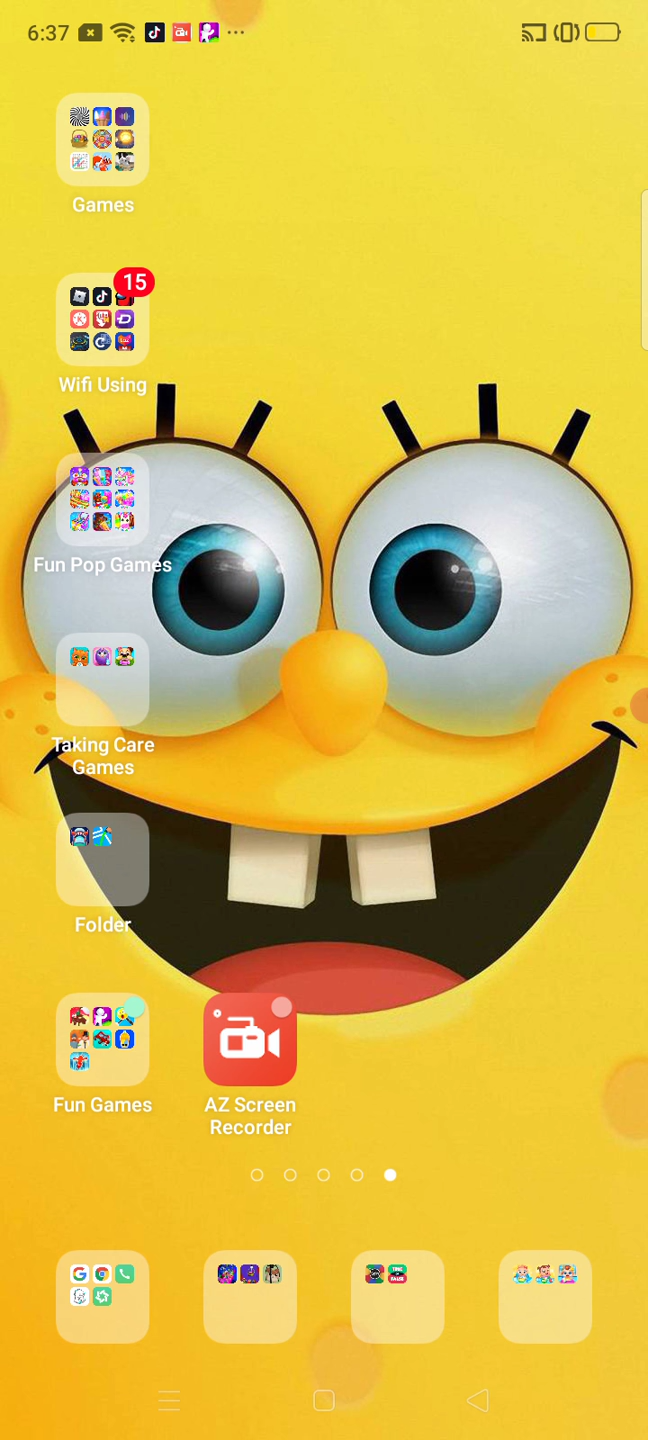 6:37
Games
15
Wifi Using
Fun Pop Games
Taking Care
Games
Folder
Fun Games
AZ Screen
Recorder